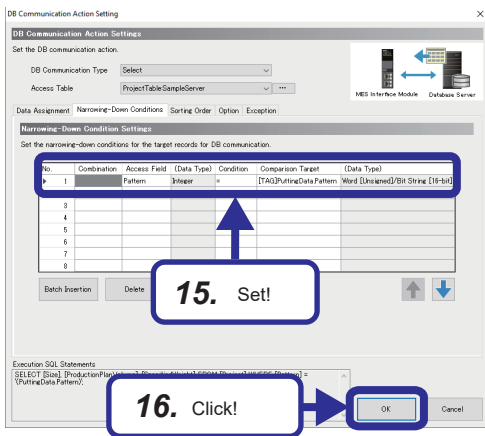 DB Communication Action Setting
DB Communication Action Settings
Set the DB communication action.
DB Communication Type Select
Access Table ProjectTableSampleServer ...
MES Interface Module Database Server
Data Assignment Narrowing-Down Conditions Sorting Order Option Exception
Narrowing-Down Condition Settings
Set the narrowing-down conditions for the target records for DB communication.
No. Combination Access Field (Data Type) Condition Comparison Target (Data Type)
1 Pattern Integer = [TAG]PuttingData.Pattern Word [Unsigned]/Bit String [16-bit]
3
4
5
6
7
8
15. Set!
Batch Insertion Delete
Execution SQL Statements
SELECT [Size], [ProductionPlan
'(PuttingData.Pattern)';
16. Click!
OK Cancel